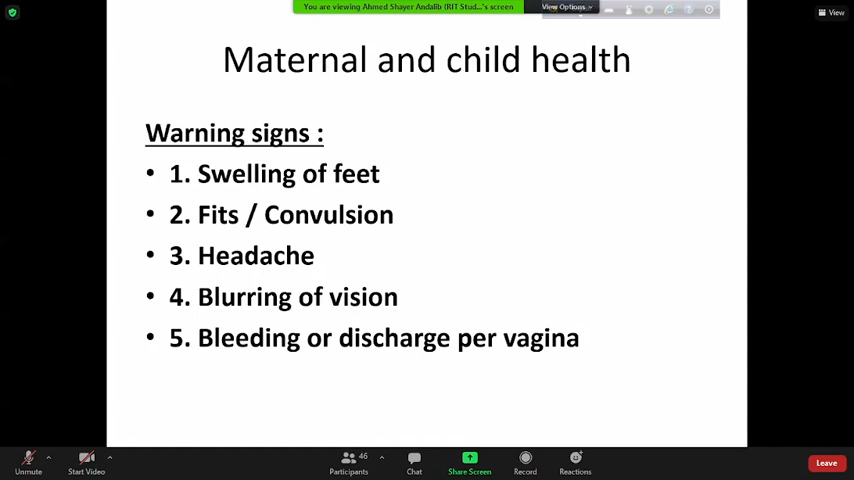 You are viewing Ahmed Shayer Andalib (RIT Stud...'s screen
View Options
View
Maternal and child health
Warning signs :
• 1. Swelling of feet
• 2. Fits / Convulsion
• 3. Headache
• 4. Blurring of vision
• 5. Bleeding or discharge per vagina
Unmute
Start Video
Participants
46
Chat
Share Screen
Record
Reactions
Leave